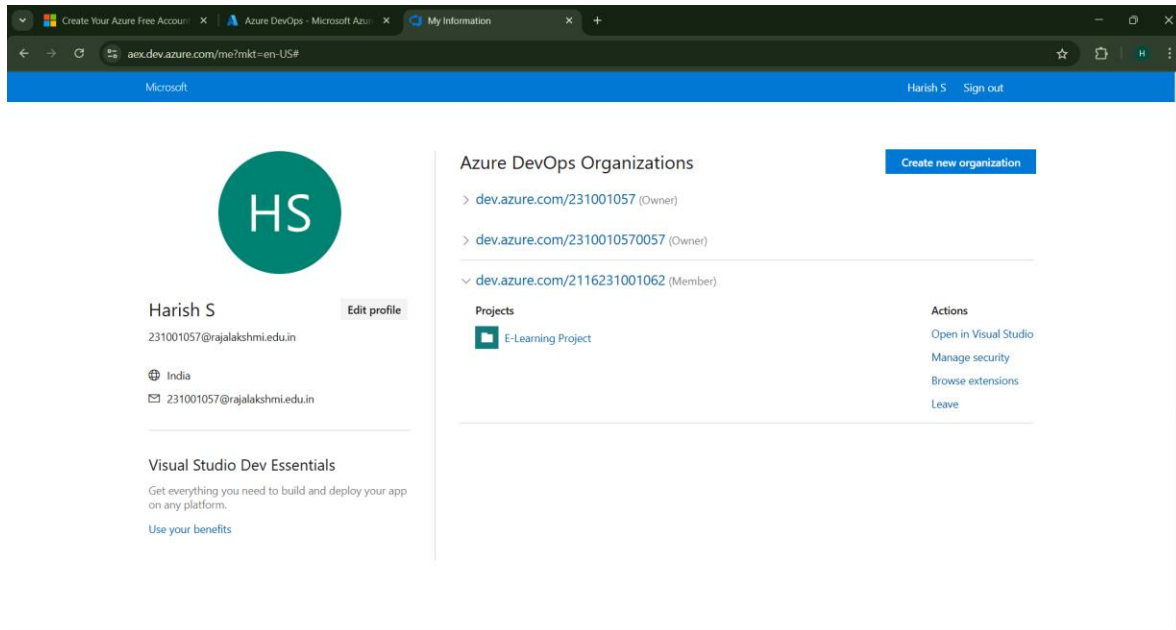 Create Your Azure Free Accoun
Azure DevOps - Microsoft Azur
My Information
aex.dev.azure.com/me?mkt=en-US#
H
Microsoft
Harish S
Sign out
HS
Harish S
Edit profile
231001057@rajalakshmi.edu.in
India
231001057@rajalakshmi.edu.in
Visual Studio Dev Essentials
Get everything you need to build and deploy your app
on any platform.
Use your benefits
Azure DevOps Organizations
Create new organization
dev.azure.com/231001057 (Owner)
dev.azure.com/2310010570057 (Owner)
dev.azure.com/2116231001062 (Member)
Projects
E-Learning Project
Actions
Open in Visual Studio
Manage security
Browse extensions
Leave